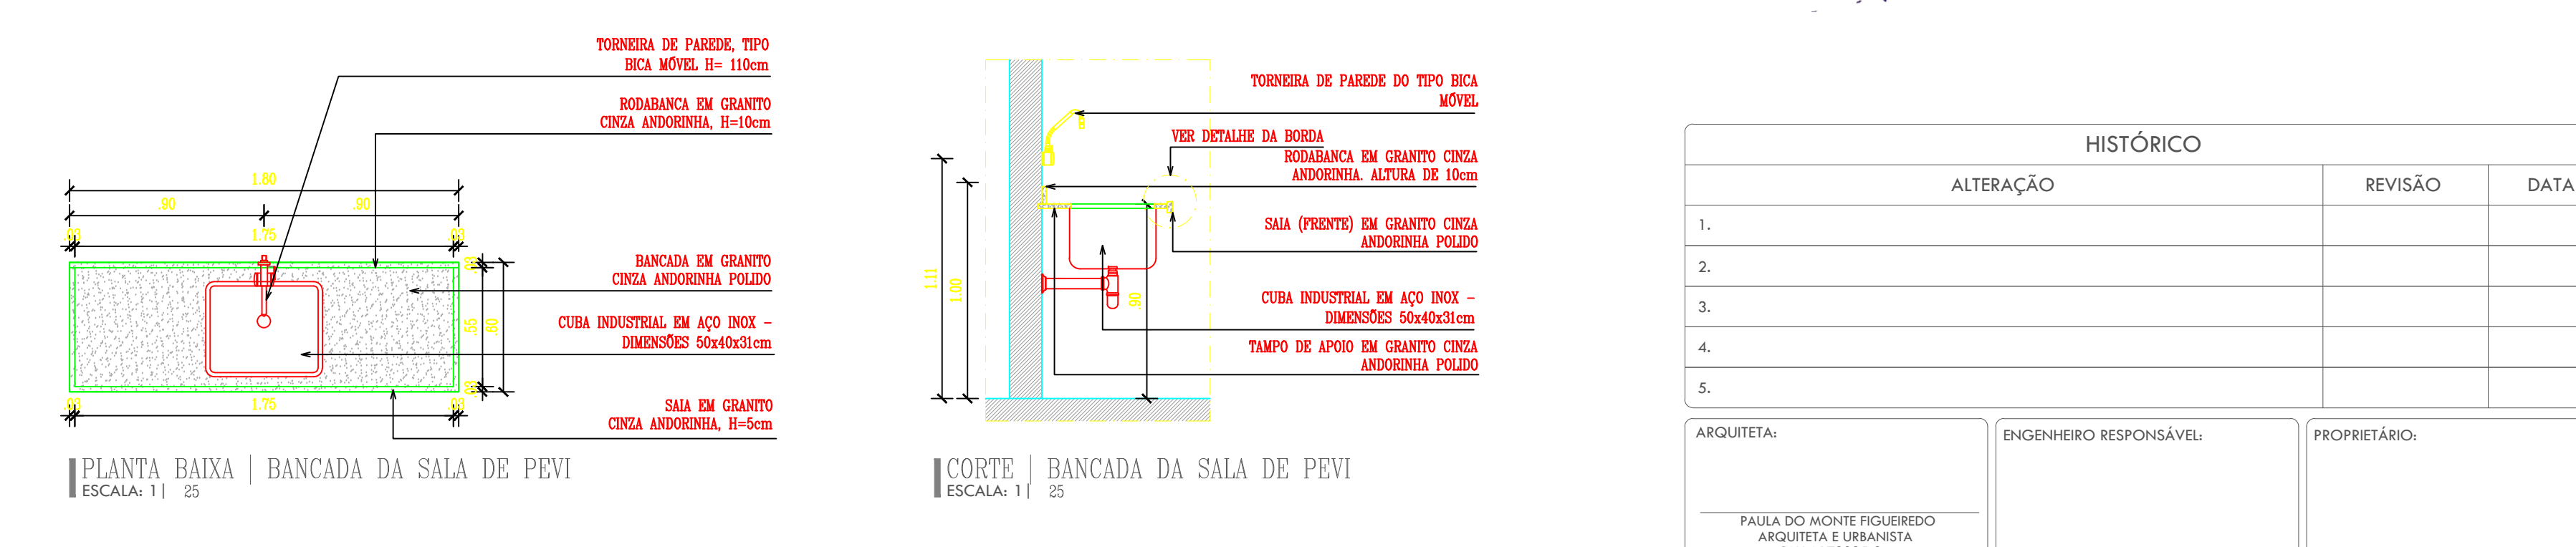 TORNEIRA DE PAREDE, TIPO
BICA MÓVEL H= 110cm
RODABANCA EM GRANITO
CINZA ANDORINHA, H=10cm
1.80
.90
.90
.03
1.75
.03
.03
.55
.60
.03
BANCADA EM GRANITO
CINZA ANDORINHA POLIDO
CUBA INDUSTRIAL EM AÇO INOX –
DIMENSÕES 50x40x31cm
.03
1.75
.03
SAIA EM GRANITO
CINZA ANDORINHA, H=5cm
PLANTA BAIXA | BANCADA DA SALA DE PEVI
ESCALA: 1| 25
TORNEIRA DE PAREDE DO TIPO BICA
MÓVEL
VER DETALHE DA BORDA
RODABANCA EM GRANITO CINZA
ANDORINHA. ALTURA DE 10cm
SAIA (FRENTE) EM GRANITO CINZA
ANDORINHA POLIDO
1.11
1.00
.90
CUBA INDUSTRIAL EM AÇO INOX –
DIMENSÕES 50x40x31cm
TAMPO DE APOIO EM GRANITO CINZA
ANDORINHA POLIDO
CORTE | BANCADA DA SALA DE PEVI
ESCALA: 1| 25
HISTÓRICO
ALTERAÇÃO REVISÃO DATA
1.
2.
3.
4.
5.
ARQUITETA:
ENGENHEIRO RESPONSÁVEL:
PROPRIETÁRIO:
PAULA DO MONTE FIGUEIREDO
ARQUITETA E URBANISTA